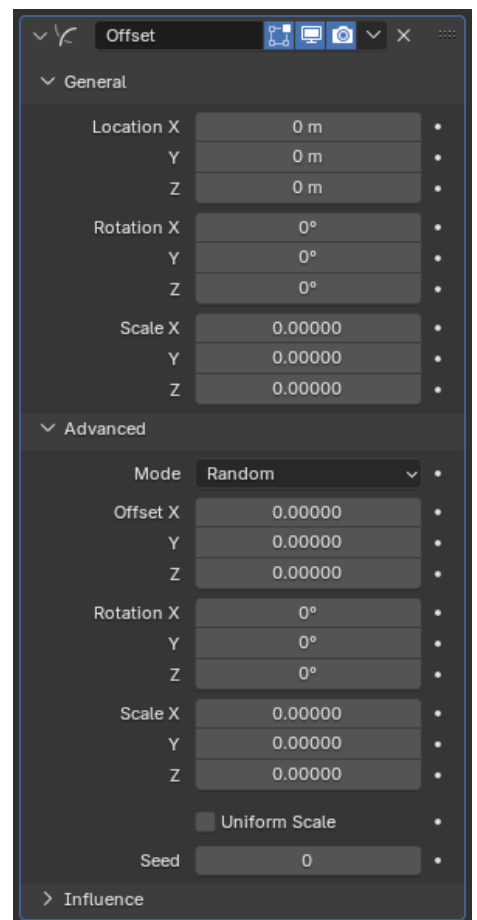 Offset
General
Location X 0 m
Y 0 m
Z 0 m
Rotation X 0°
Y 0°
Z 0°
Scale X 0.00000
Y 0.00000
Z 0.00000
Advanced
Mode Random
Offset X 0.00000
Y 0.00000
Z 0.00000
Rotation X 0°
Y 0°
Z 0°
Scale X 0.00000
Y 0.00000
Z 0.00000
Uniform Scale
Seed 0
Influence